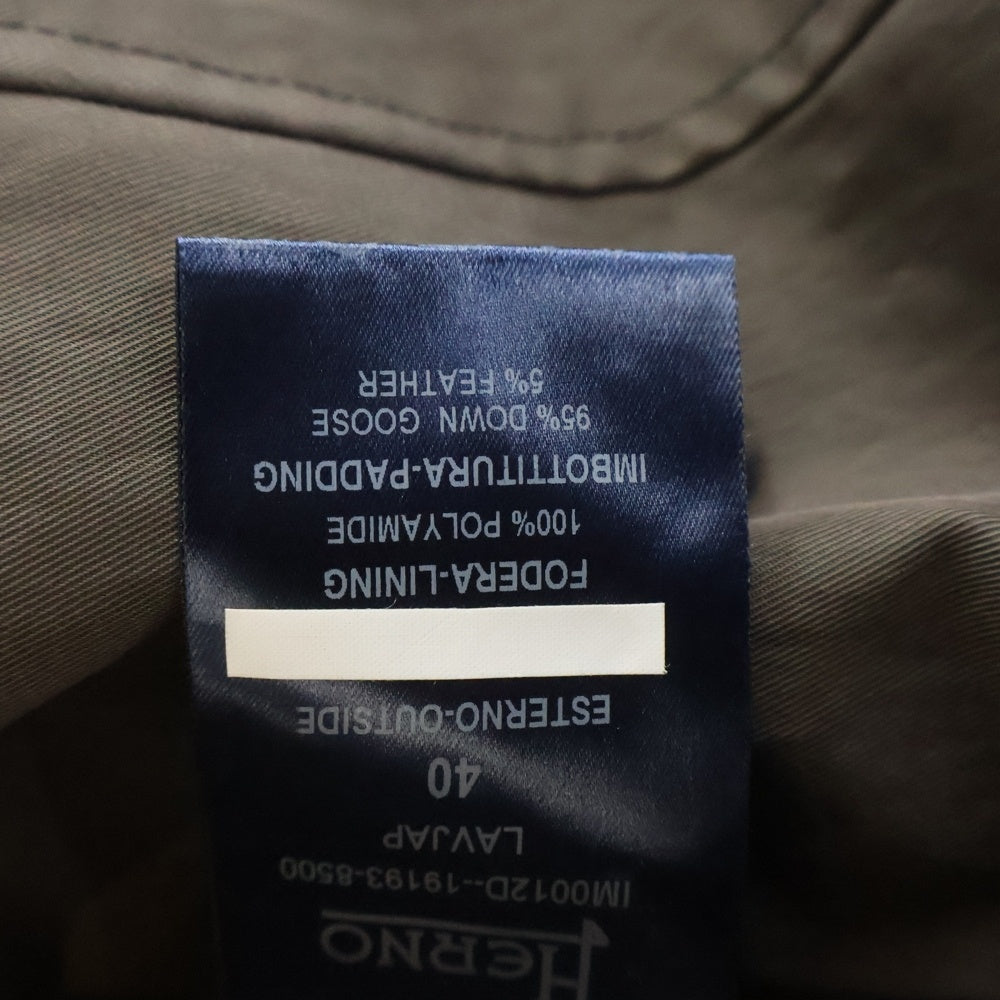 HERNO
IM0012D--19193-8500
LAVJAP
40
ESTERNO-OUTSIDE
FODERA-LINING
100% POLYAMIDE
IMBOTTITURA-PADDING
95% DOWN GOOSE
5% FEATHER